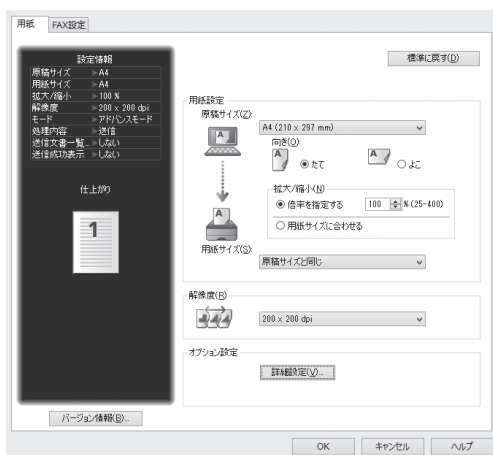 用紙 FAX設定
設定情報
原稿サイズ ▶A4
用紙サイズ ▶A4
拡大/縮小 ▶100 %
解像度 ▶200 x 200 dpi
モード ▶アドバンスモード
処理内容 ▶送信
送信文書一覧... ▶しない
送信成功表示 ▶しない
仕上がり
1
バージョン情報(B)...
標準に戻す(D)
用紙設定
原稿サイズ(Z):
A
A4 (210 x 297 mm)
向き(O):
A たて A よこ
拡大/縮小(N)
倍率を指定する 100 % (25-400)
用紙サイズに合わせる
A
用紙サイズ(S):
原稿サイズと同じ
解像度(R)
200 x 200 dpi
オプション設定
詳細設定(V)...
OK キャンセル ヘルプ